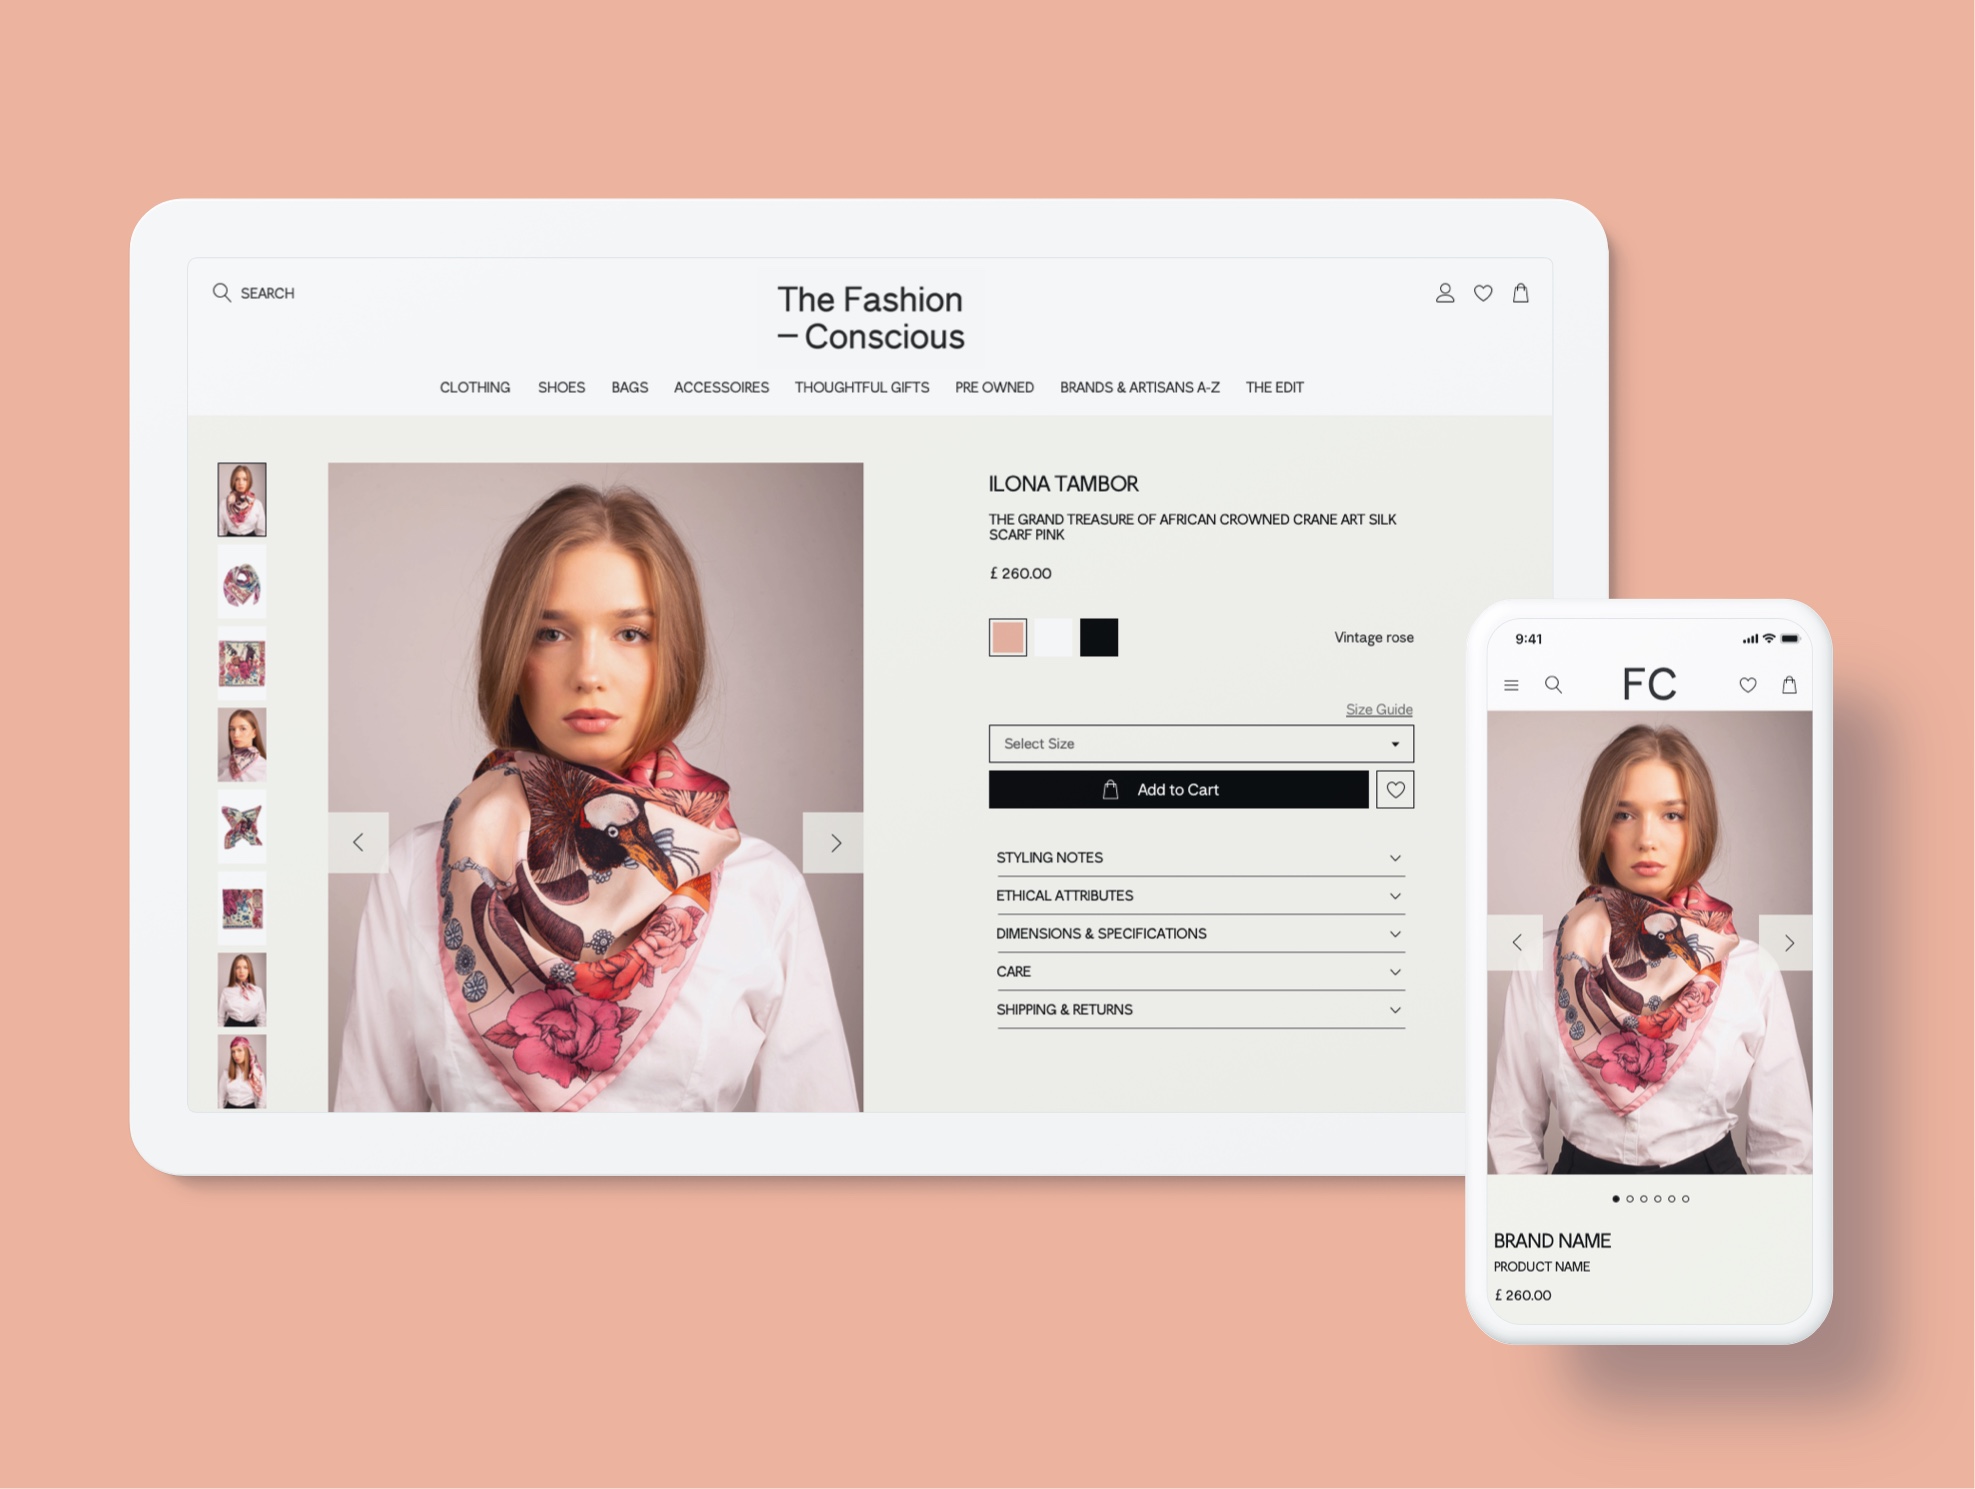 SEARCH
The Fashion
— Conscious
CLOTHING SHOES BAGS ACCESSOIRES THOUGHTFUL GIFTS PRE OWNED BRANDS & ARTISANS A-Z THE EDIT
ILONA TAMBOR
THE GRAND TREASURE OF AFRICAN CROWNED CRANE ART SILK
SCARF PINK
£ 260.00
Vintage rose
Size Guide
Select Size
Add to Cart
STYLING NOTES
ETHICAL ATTRIBUTES
DIMENSIONS & SPECIFICATIONS
CARE
SHIPPING & RETURNS
9:41
FC
BRAND NAME
PRODUCT NAME
£ 260.00